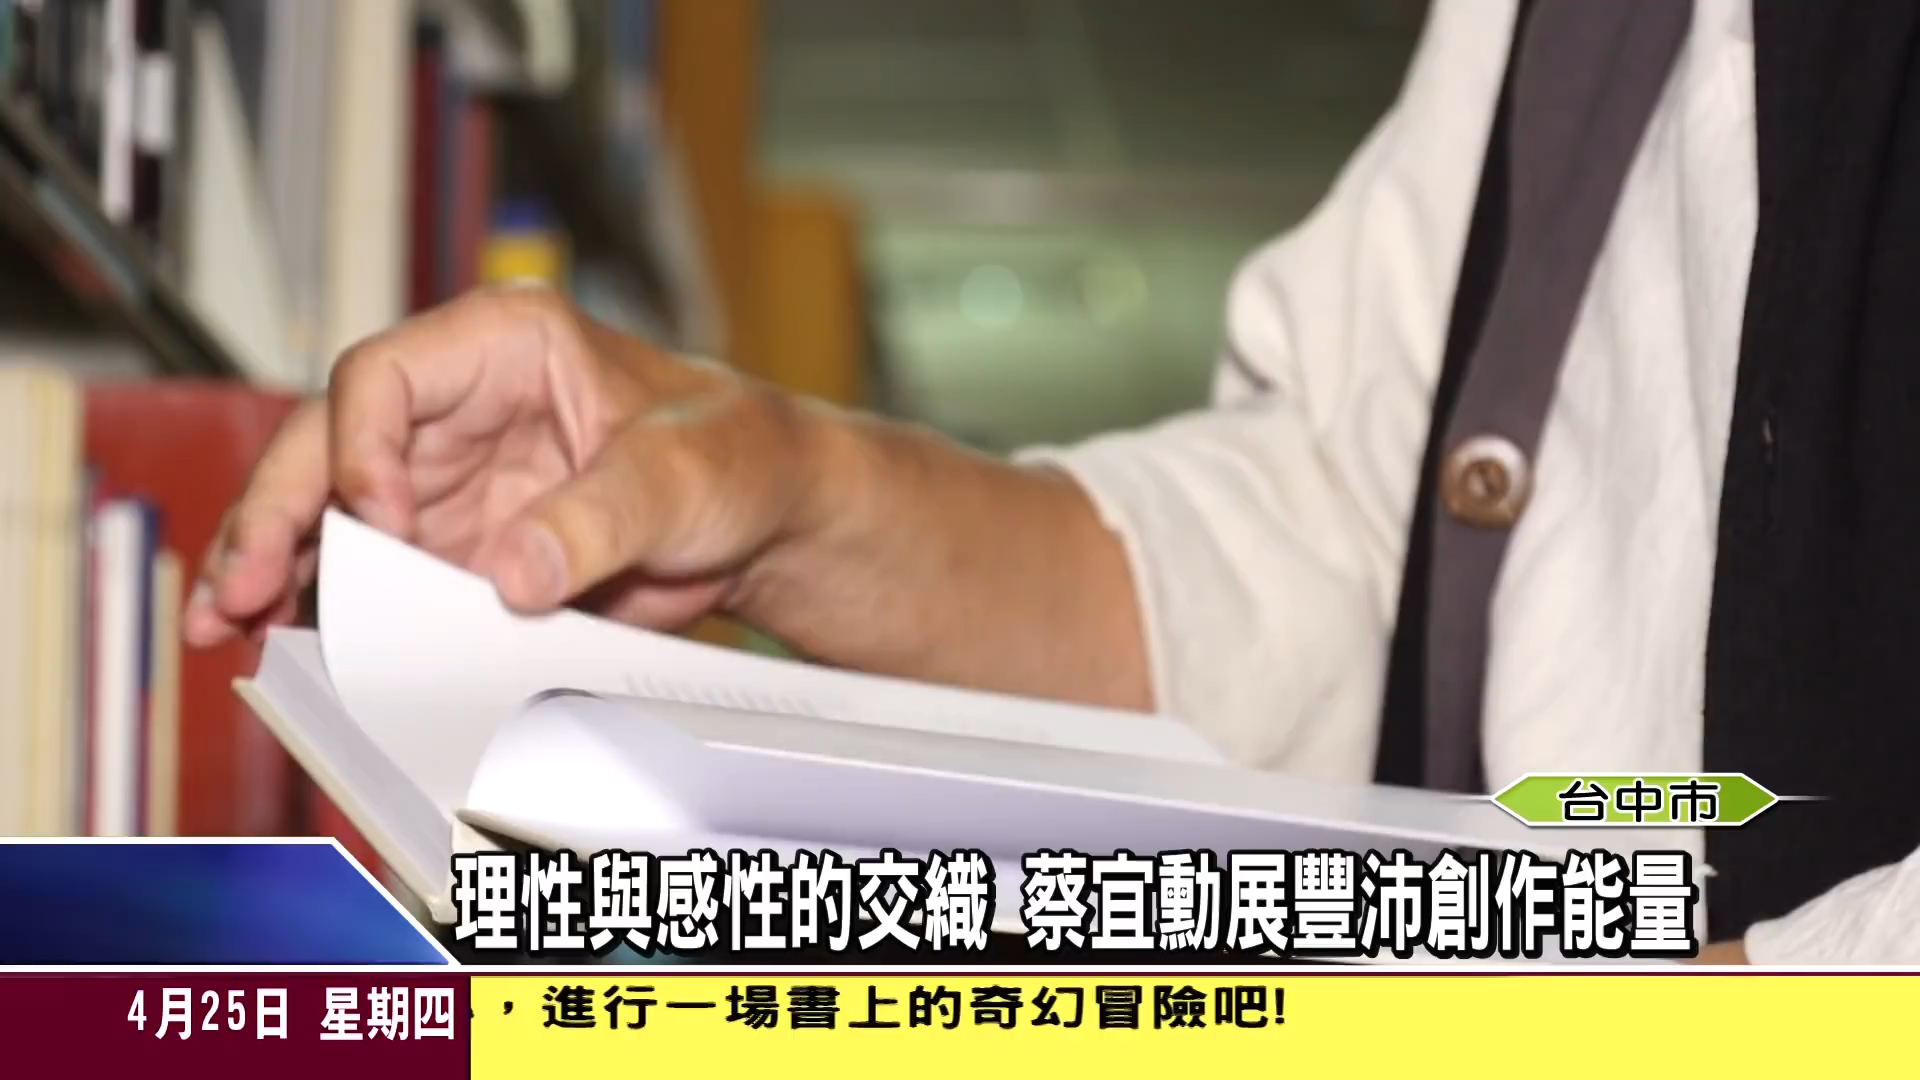 台中市
理性與感性的交織 蔡宜勳展豐沛創作能量
4月25日 星期四
，進行一場書上的奇幻冒險吧!